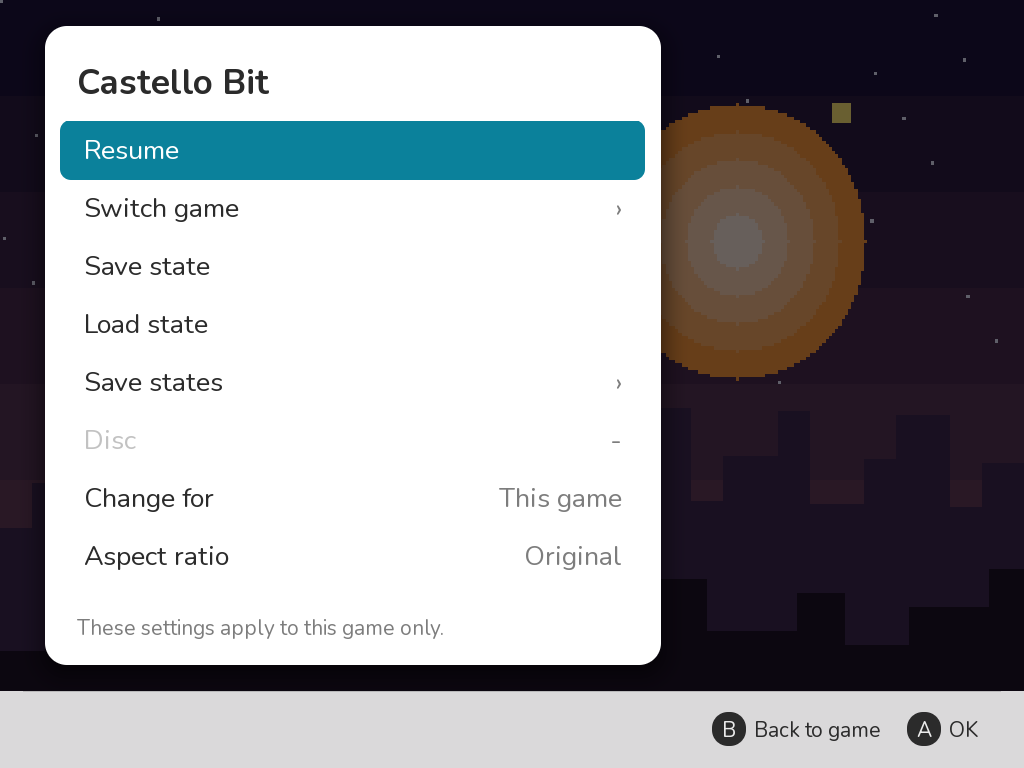 Castello Bit
Resume
Switch game ›
Save state
Load state
Save states ›
Disc -
Change for This game
Aspect ratio Original
These settings apply to this game only.
B Back to game A OK